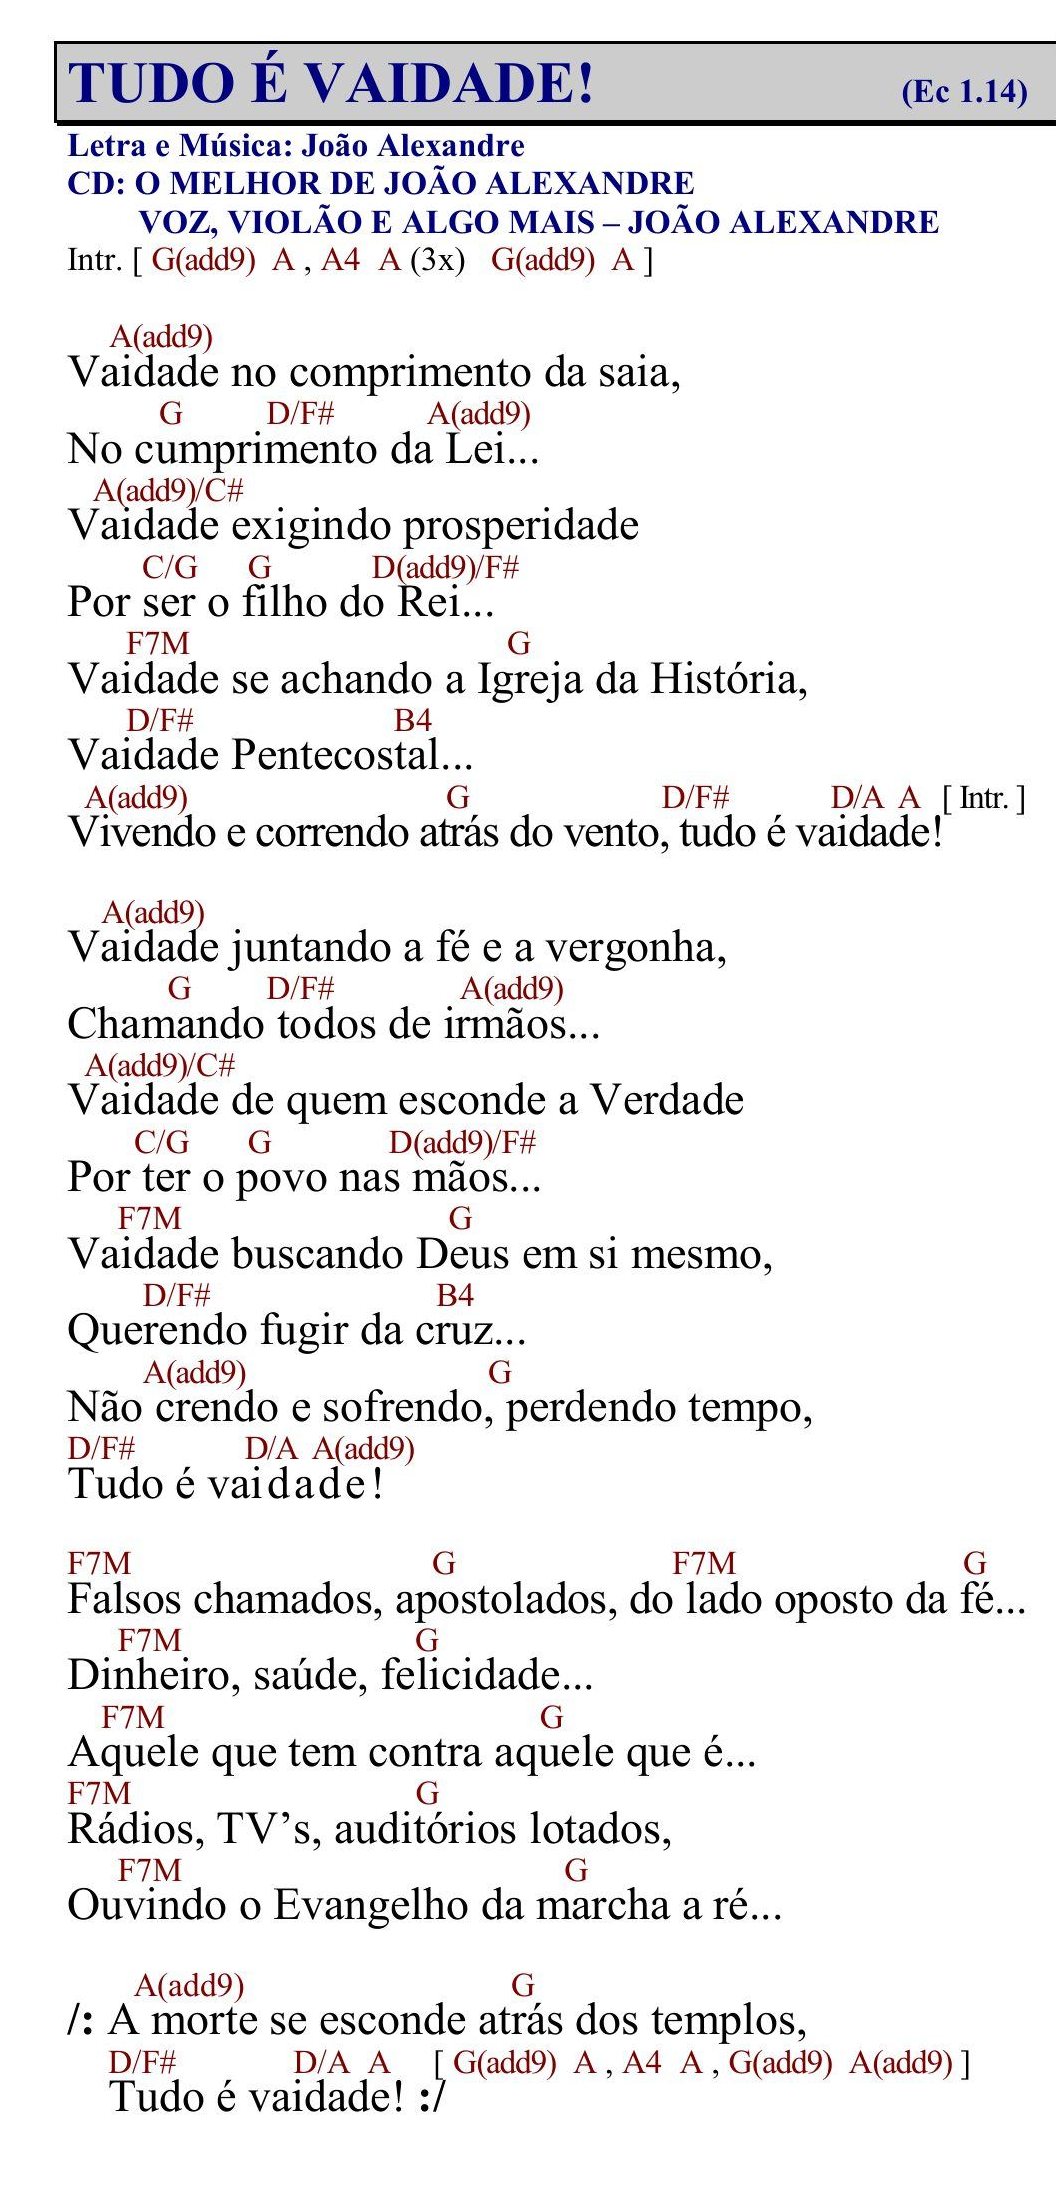 TUDO É VAIDADE! (Ec 1.14)
Letra e Música: João Alexandre
CD: O MELHOR DE JOÃO ALEXANDRE
VOZ, VIOLÃO E ALGO MAIS – JOÃO ALEXANDRE
Intr. [ G(add9) A , A4 A (3x) G(add9) A ]
A(add9)
Vaidade no comprimento da saia,
G D/F# A(add9)
No cumprimento da Lei...
A(add9)/C#
Vaidade exigindo prosperidade
C/G G D(add9)/F#
Por ser o filho do Rei...
F7M G
Vaidade se achando a Igreja da História,
D/F# B4
Vaidade Pentecostal...
A(add9) G D/F# D/A A [ Intr. ]
Vivendo e correndo atrás do vento, tudo é vaidade!
A(add9)
Vaidade juntando a fé e a vergonha,
G D/F# A(add9)
Chamando todos de irmãos...
A(add9)/C#
Vaidade de quem esconde a Verdade
C/G G D(add9)/F#
Por ter o povo nas mãos...
F7M G
Vaidade buscando Deus em si mesmo,
D/F# B4
Querendo fugir da cruz...
A(add9) G
Não crendo e sofrendo, perdendo tempo,
D/F# D/A A(add9)
Tudo é vaidade!
F7M G F7M G
Falsos chamados, apostolados, do lado oposto da fé...
F7M G
Dinheiro, saúde, felicidade...
F7M G
Aquele que tem contra aquele que é...
F7M G
Rádios, TV’s, auditórios lotados,
F7M G
Ouvindo o Evangelho da marcha a ré...
A(add9) G
/: A morte se esconde atrás dos templos,
D/F# D/A A [ G(add9) A , A4 A , G(add9) A(add9) ]
Tudo é vaidade! :/